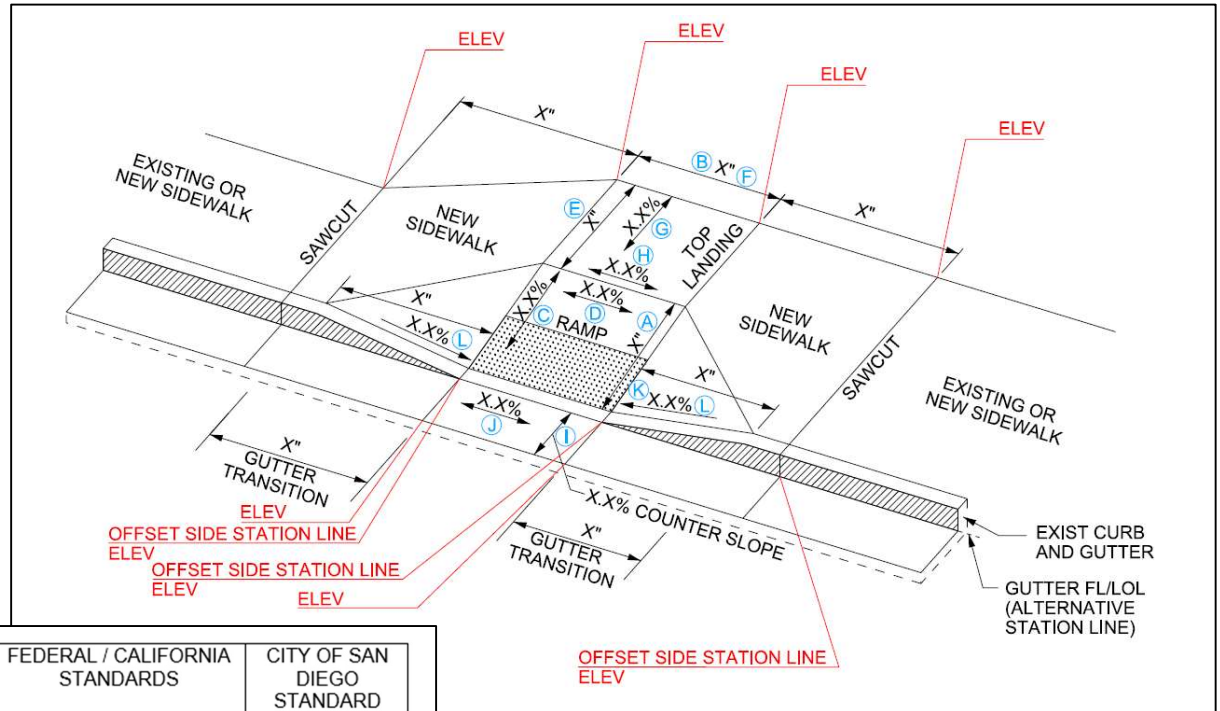 ELEV
ELEV
ELEV
ELEV
X"
Ⓑ X" Ⓕ
X"
EXISTING OR
NEW SIDEWALK
SAWCUT
NEW
SIDEWALK
Ⓔ
X"
X.X%
Ⓖ
Ⓗ
X.X%
TOP
LANDING
X"
X.X% Ⓛ
X.X%
Ⓒ
X.X%
Ⓓ
RAMP
Ⓐ
X"
NEW
SIDEWALK
SAWCUT
Ⓚ
X"
X.X% Ⓛ
EXISTING OR
NEW SIDEWALK
X.X%
Ⓙ
Ⓘ
X"
GUTTER
TRANSITION
X.X% COUNTER SLOPE
X"
GUTTER
TRANSITION
ELEV
OFFSET SIDE STATION LINE
ELEV
OFFSET SIDE STATION LINE
ELEV
ELEV
OFFSET SIDE STATION LINE
ELEV
EXIST CURB
AND GUTTER
GUTTER FL/LOL
(ALTERNATIVE
STATION LINE)
FEDERAL / CALIFORNIA
STANDARDS
CITY OF SAN
DIEGO
STANDARD